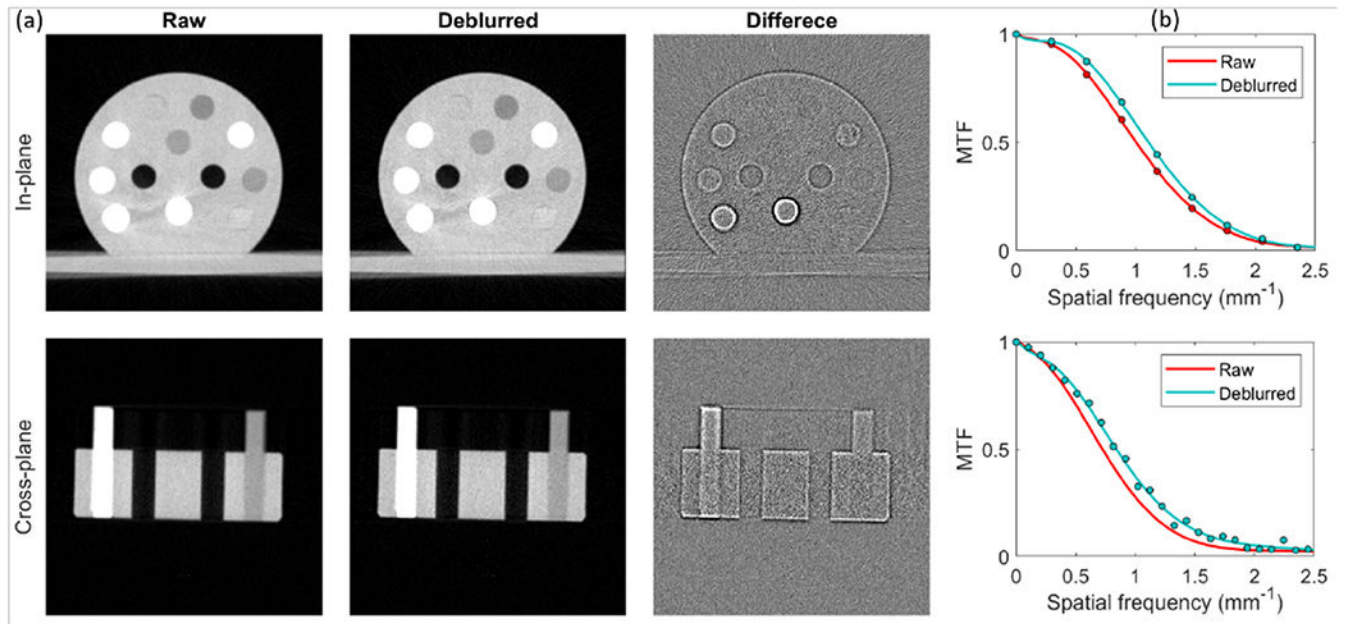 (a)
Raw
Deblurred
Differece
(b)
In-plane
Cross-plane
1
0.5
0
MTF
Raw
Deblurred
0
0.5
1
1.5
2
2.5
Spatial frequency (mm⁻¹)
1
0.5
0
MTF
Raw
Deblurred
0
0.5
1
1.5
2
2.5
Spatial frequency (mm⁻¹)